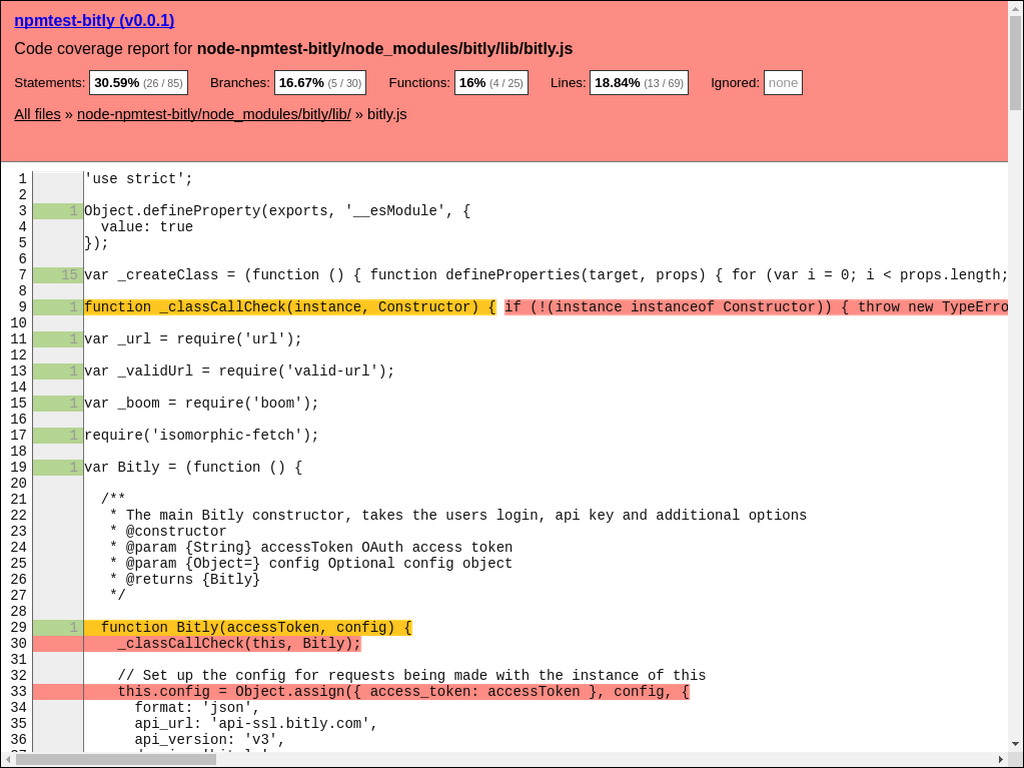 npmtest-bitly (v0.0.1)
Code coverage report for node-npmtest-bitly/node_modules/bitly/lib/bitly.js
Statements: 30.59% (26 / 85) Branches: 16.67% (5 / 30) Functions: 16% (4 / 25) Lines: 18.84% (13 / 69) Ignored: none
All files » node-npmtest-bitly/node_modules/bitly/lib/ » bitly.js
1 'use strict';
2
3 1 Object.defineProperty(exports, '__esModule', {
4   value: true
5 });
6
7 15 var _createClass = (function () { function defineProperties(target, props) { for (var i = 0; i < props.length;
8
9 1 function _classCallCheck(instance, Constructor) { if (!(instance instanceof Constructor)) { throw new TypeErro
10
11 1 var _url = require('url');
12
13 1 var _validUrl = require('valid-url');
14
15 1 var _boom = require('boom');
16
17 1 require('isomorphic-fetch');
18
19 1 var Bitly = (function () {
20
21   /**
22    * The main Bitly constructor, takes the users login, api key and additional options
23    * @constructor
24    * @param {String} accessToken OAuth access token
25    * @param {Object=} config Optional config object
26    * @returns {Bitly}
27    */
28
29 1   function Bitly(accessToken, config) {
30     _classCallCheck(this, Bitly);
31
32     // Set up the config for requests being made with the instance of this
33     this.config = Object.assign({ access_token: accessToken }, config, {
34       format: 'json',
35       api_url: 'api-ssl.bitly.com',
36       api_version: 'v3',